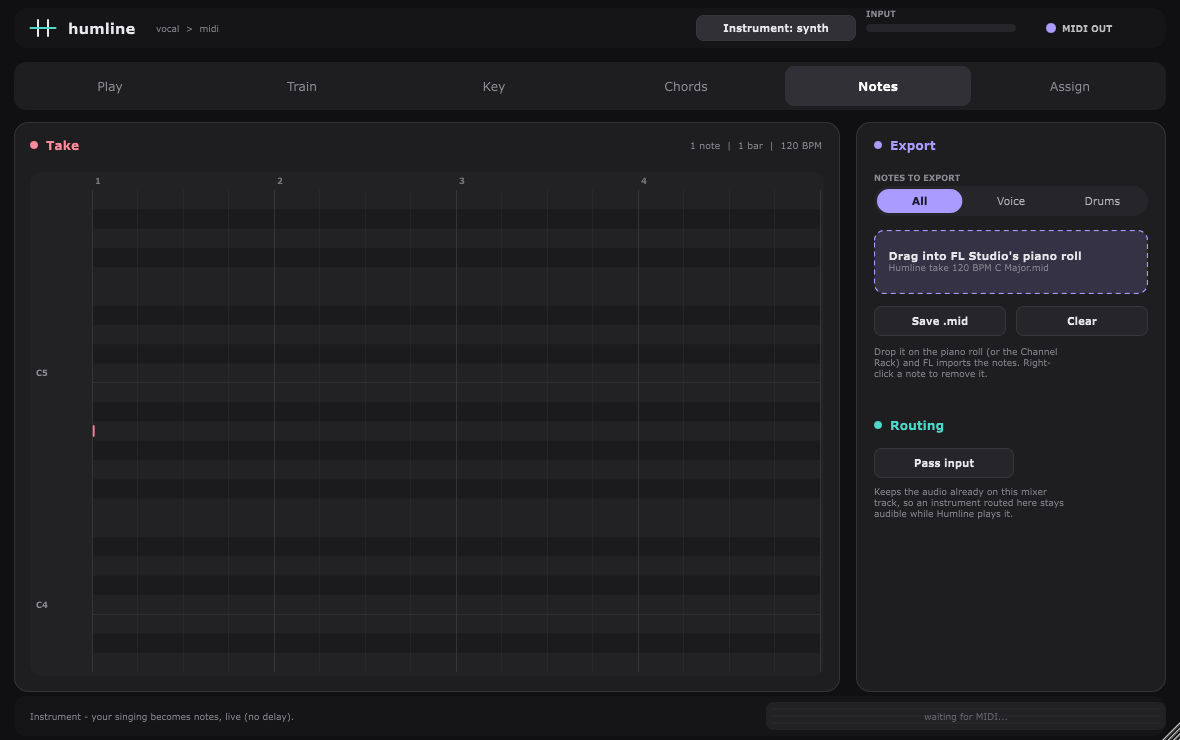 humline
vocal > midi
Instrument: synth
INPUT
MIDI OUT
Play
Train
Key
Chords
Notes
Assign
Take
1 note | 1 bar | 120 BPM
1
2
3
4
C5
C4
Export
NOTES TO EXPORT
All
Voice
Drums
Drag into FL Studio's piano roll
Humline take 120 BPM C Major.mid
Save .mid
Clear
Drop it on the piano roll (or the Channel
Rack) and FL imports the notes. Right-
click a note to remove it.
Routing
Pass input
Keeps the audio already on this mixer
track, so an instrument routed here stays
audible while Humline plays it.
Instrument - your singing becomes notes, live (no delay).
waiting for MIDI...